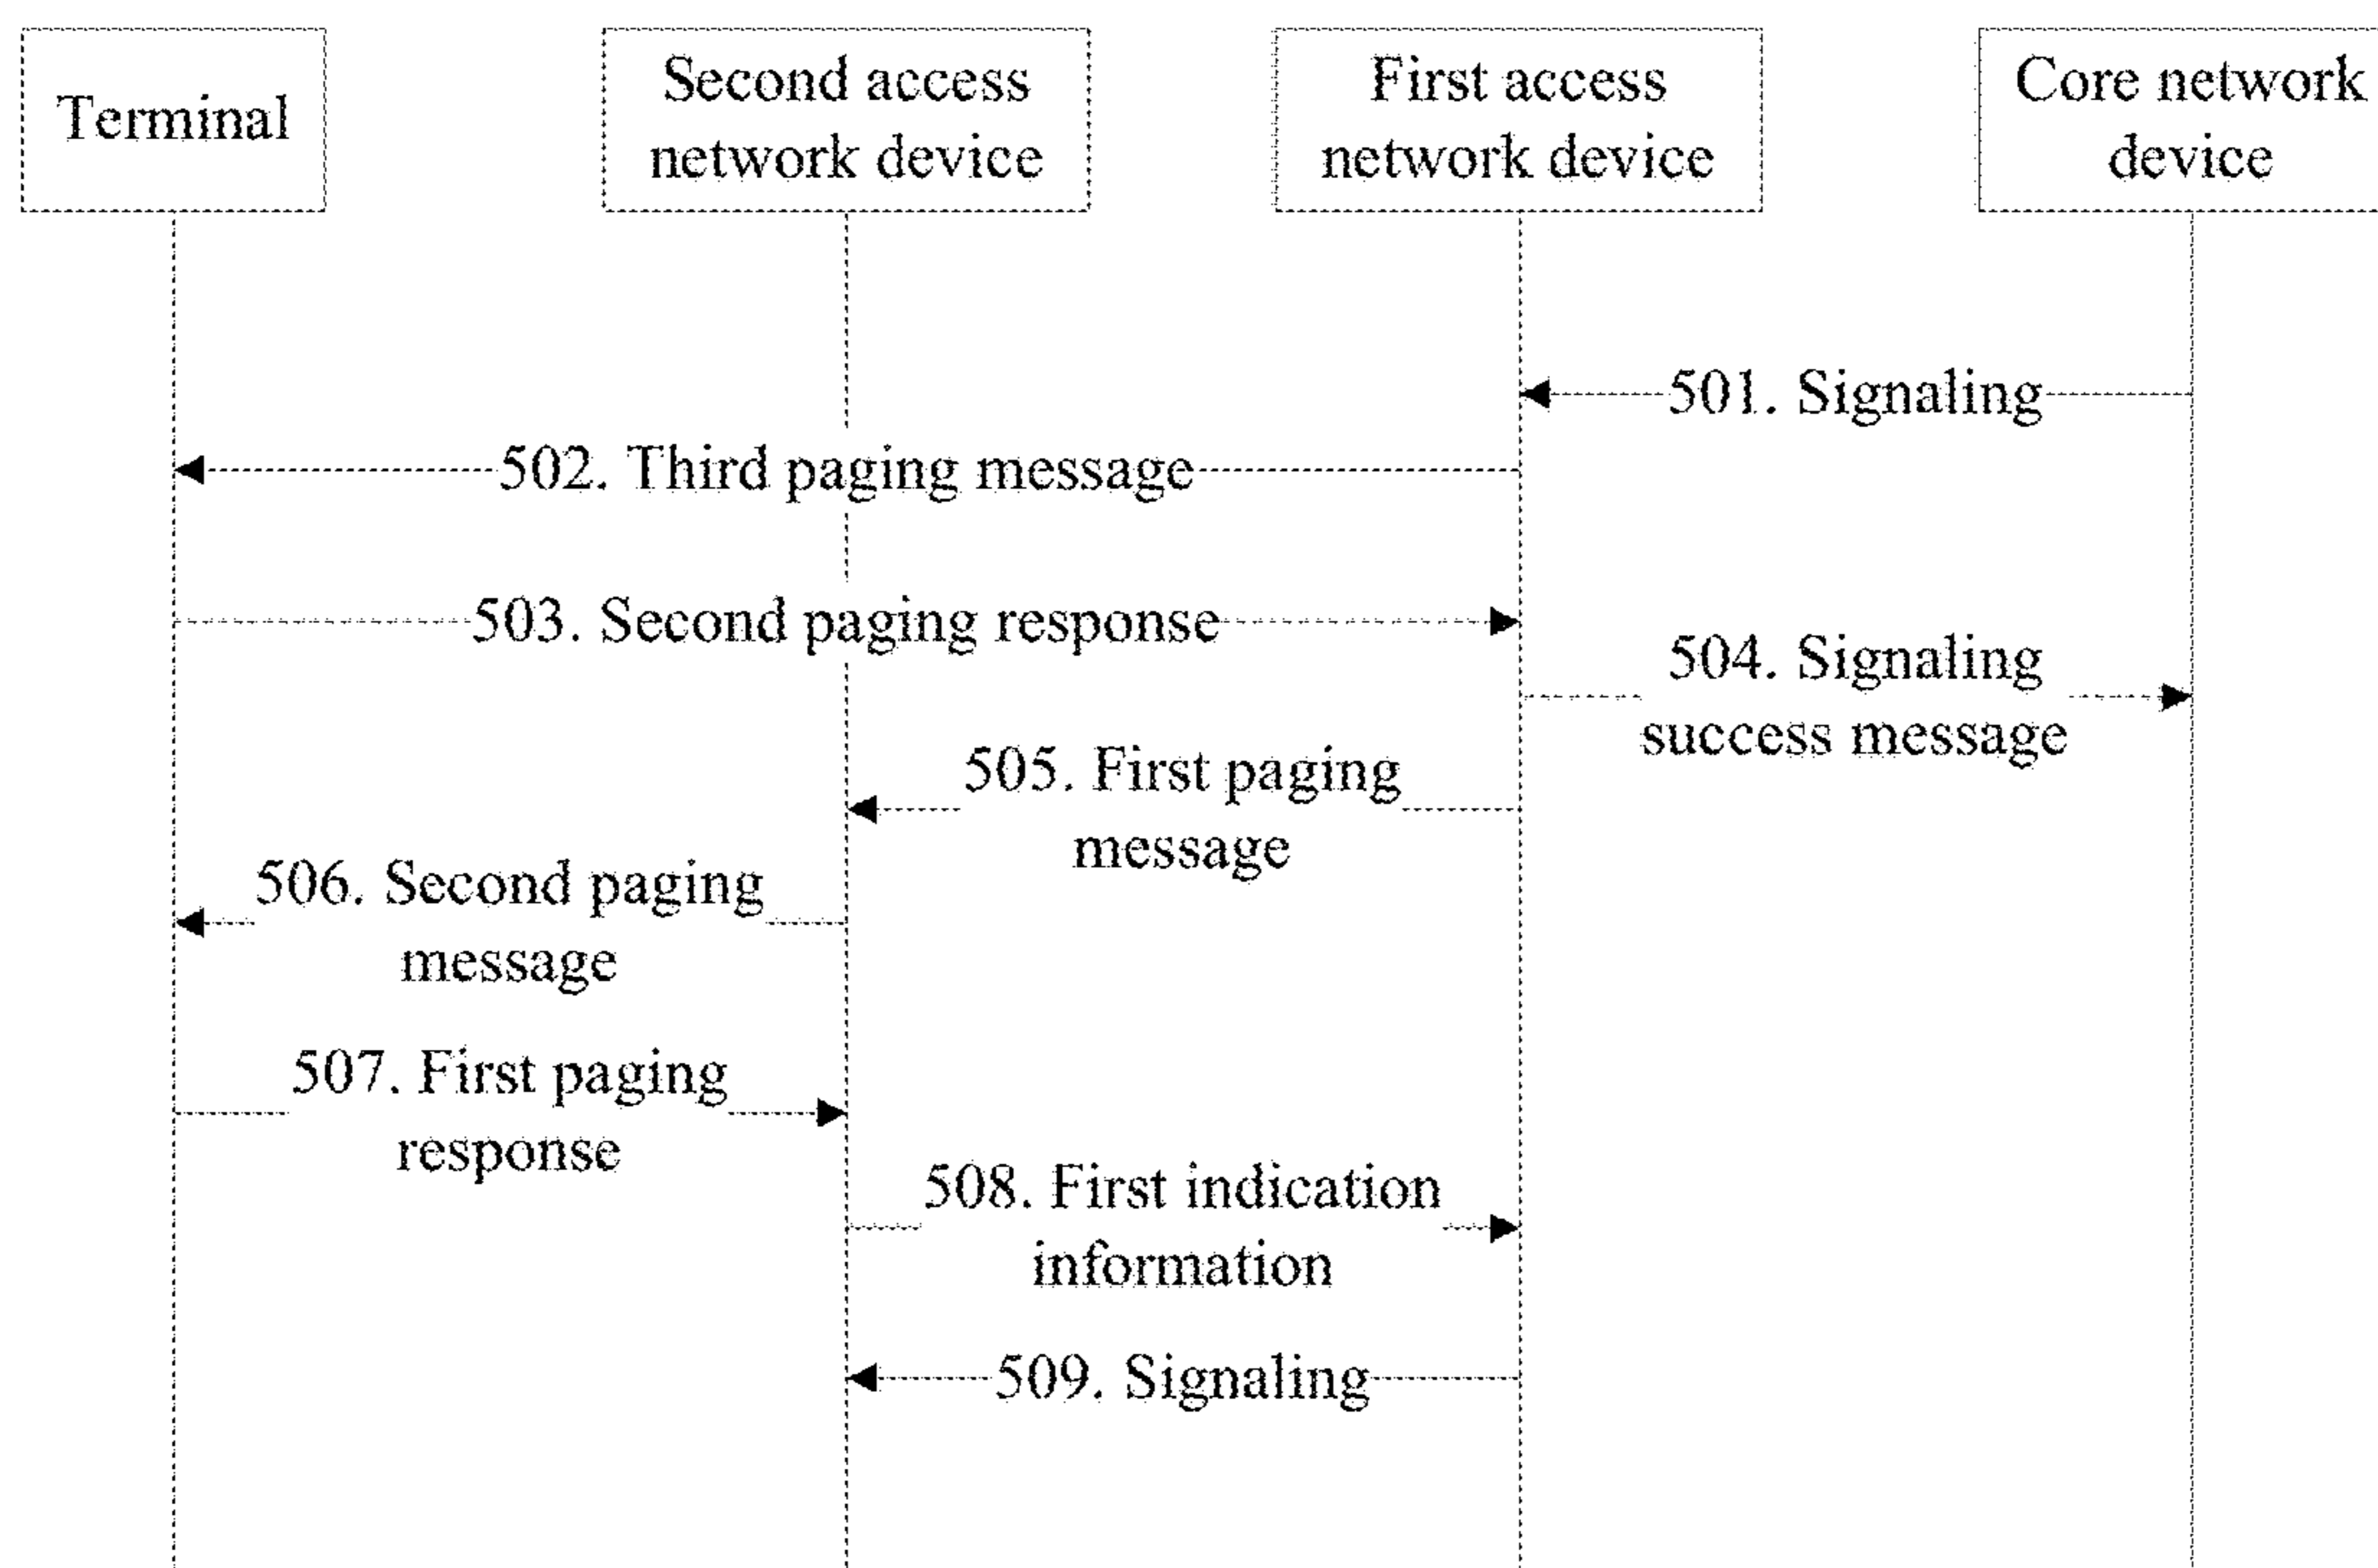 Terminal
Second access
network device
First access
network device
Core network
device
501. Signaling
502. Third paging message
503. Second paging response
504. Signaling
success message
505. First paging
message
506. Second paging
message
507. First paging
response
508. First indication
information
509. Signaling